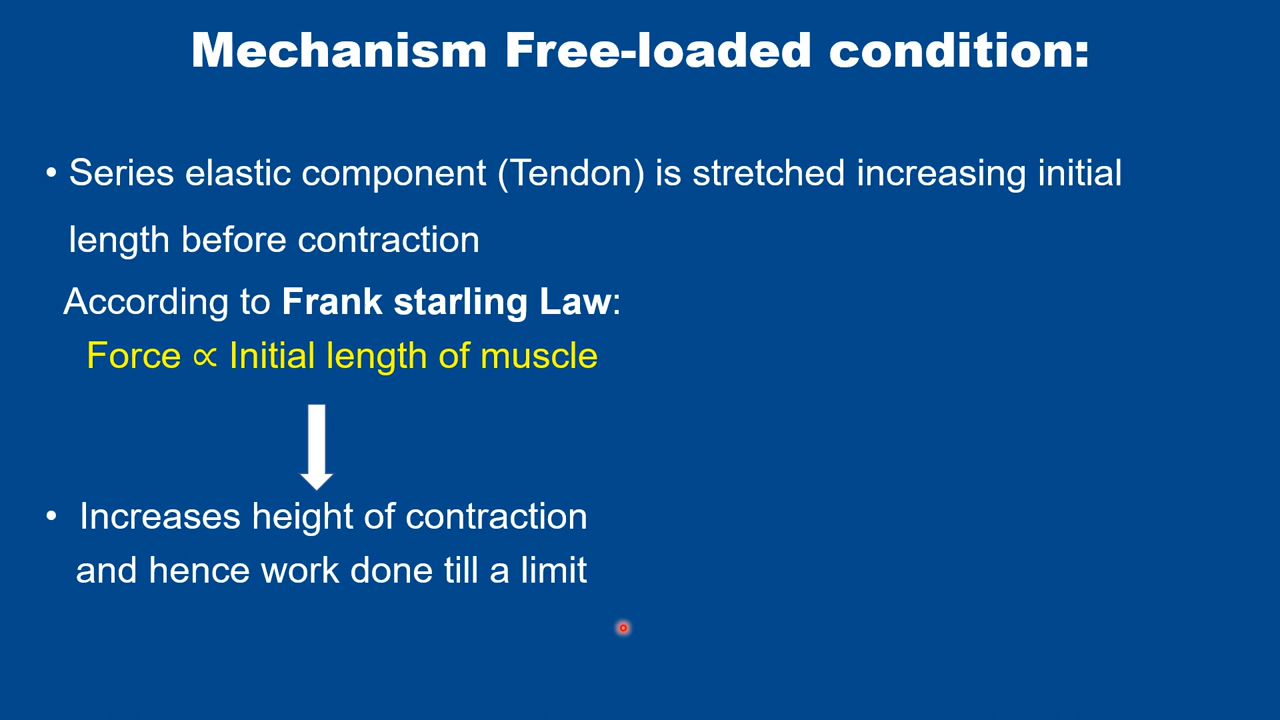 Mechanism Free-loaded condition:
• Series elastic component (Tendon) is stretched increasing initial
length before contraction
According to Frank starling Law:
Force ∝ Initial length of muscle
• Increases height of contraction
and hence work done till a limit